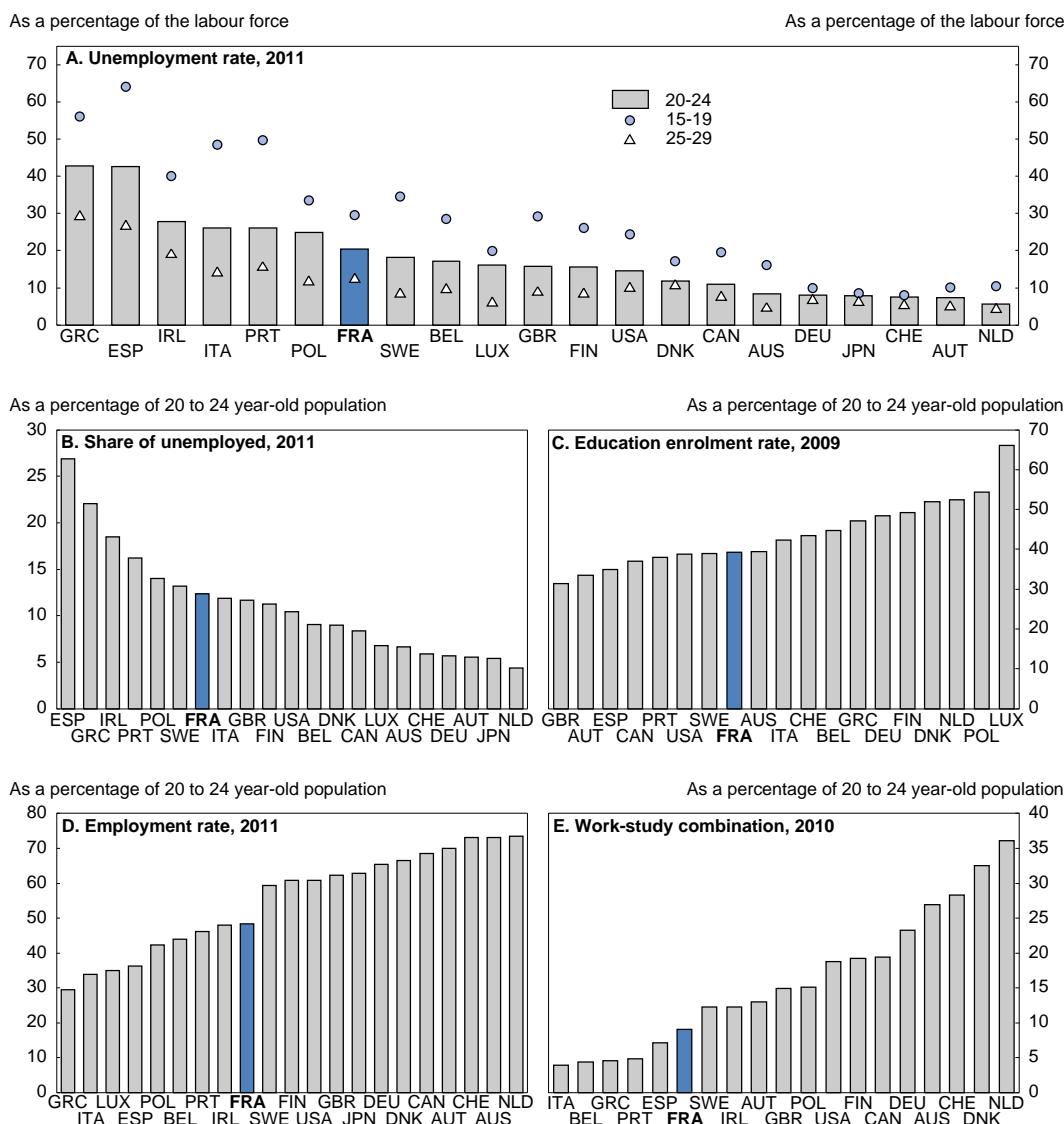 As a percentage of the labour force As a percentage of the labour force
A. Unemployment rate, 2011
70 70
60 60
50 50
40 40
30 30
20 20
10 10
0 0
20-24
15-19
25-29
GRC IRL PRT FRA BEL GBR USA CAN DEU CHE NLD
ESP ITA POL SWE LUX FIN DNK AUS JPN AUT
As a percentage of 20 to 24 year-old population
B. Share of unemployed, 2011
30
25
20
15
10
5
0
ESP IRL POL FRA GBR USA DNK LUX CHE AUT NLD
GRC PRT SWE ITA FIN BEL CAN AUS DEU JPN
As a percentage of 20 to 24 year-old population
C. Education enrolment rate, 2009
70
60
50
40
30
20
10
0
GBR ESP PRT SWE AUS CHE GRC FIN NLD LUX
AUT CAN USA FRA ITA BEL DEU DNK POL
As a percentage of 20 to 24 year-old population
D. Employment rate, 2011
80
70
60
50
40
30
20
10
0
GRC LUX POL PRT FRA FIN GBR DEU CAN CHE NLD
ITA ESP BEL IRL SWE USA JPN DNK AUT AUS
As a percentage of 20 to 24 year-old population
E. Work-study combination, 2010
40
35
30
25
20
15
10
5
0
ITA GRC ESP SWE AUT POL FIN DEU CHE NLD
BEL PRT FRA IRL GBR USA CAN AUS DNK